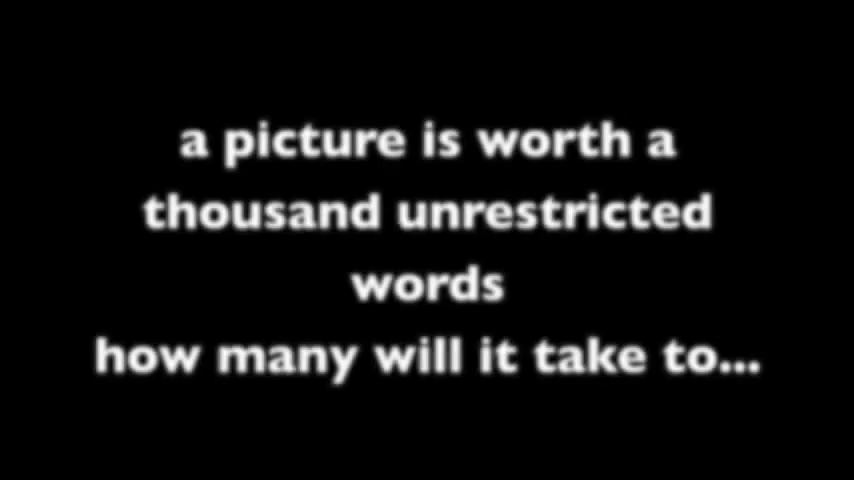 a picture is worth a
thousand unrestricted
words
how many will it take to...